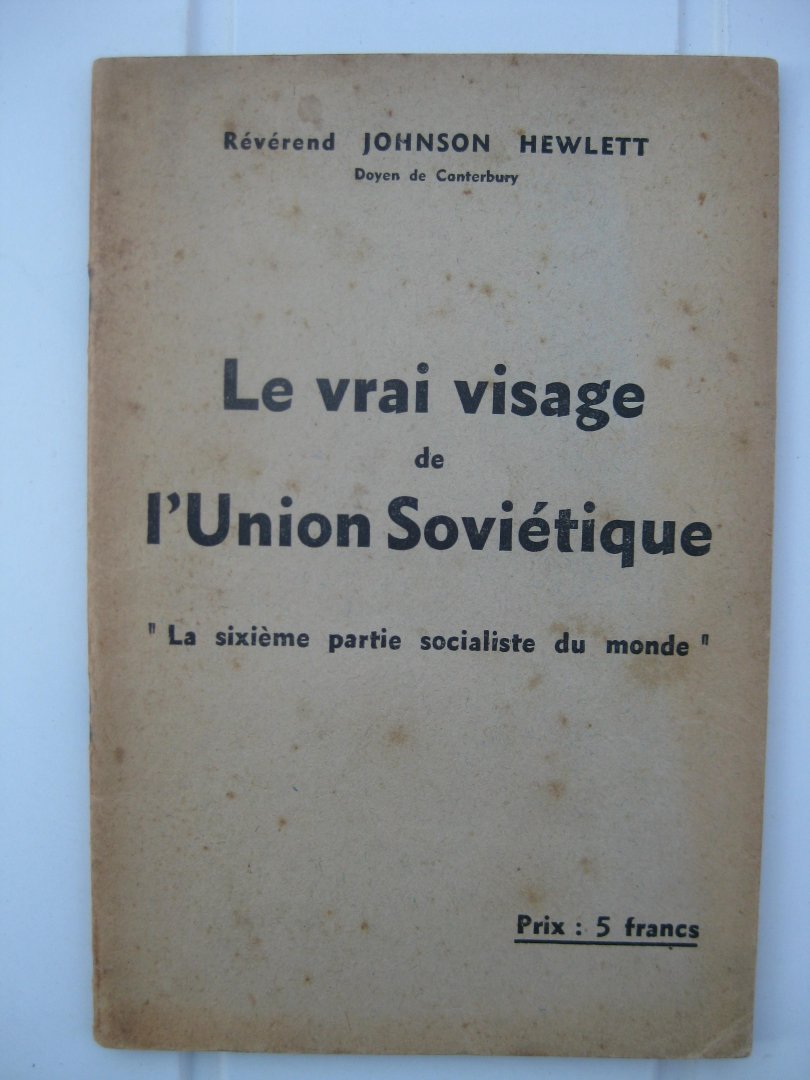 Révérend JOHNSON HEWLETT
Doyen de Canterbury
Le vrai visage
de
l'Union Soviétique
" La sixième partie socialiste du monde "
Prix : 5 francs